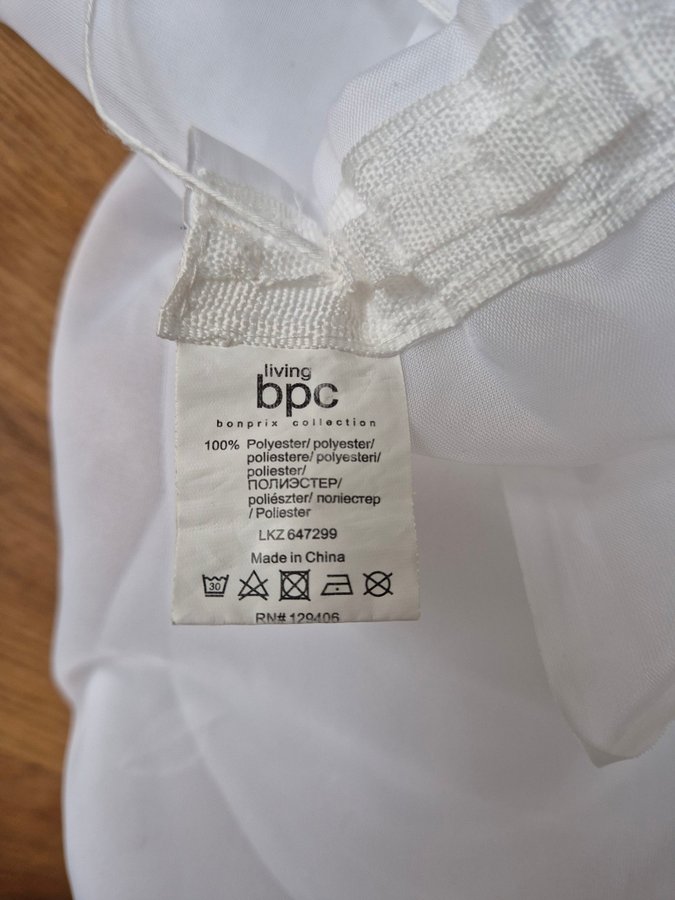 living
bpc
bonprix collection
100% Polyester/ polyester/
poliestere/ polyesteri/
poliester/
ПОЛИЭСТЕР/
poliészter/ поліестер
/ Poliester
LKZ 647299
Made in China
30
RN# 129406